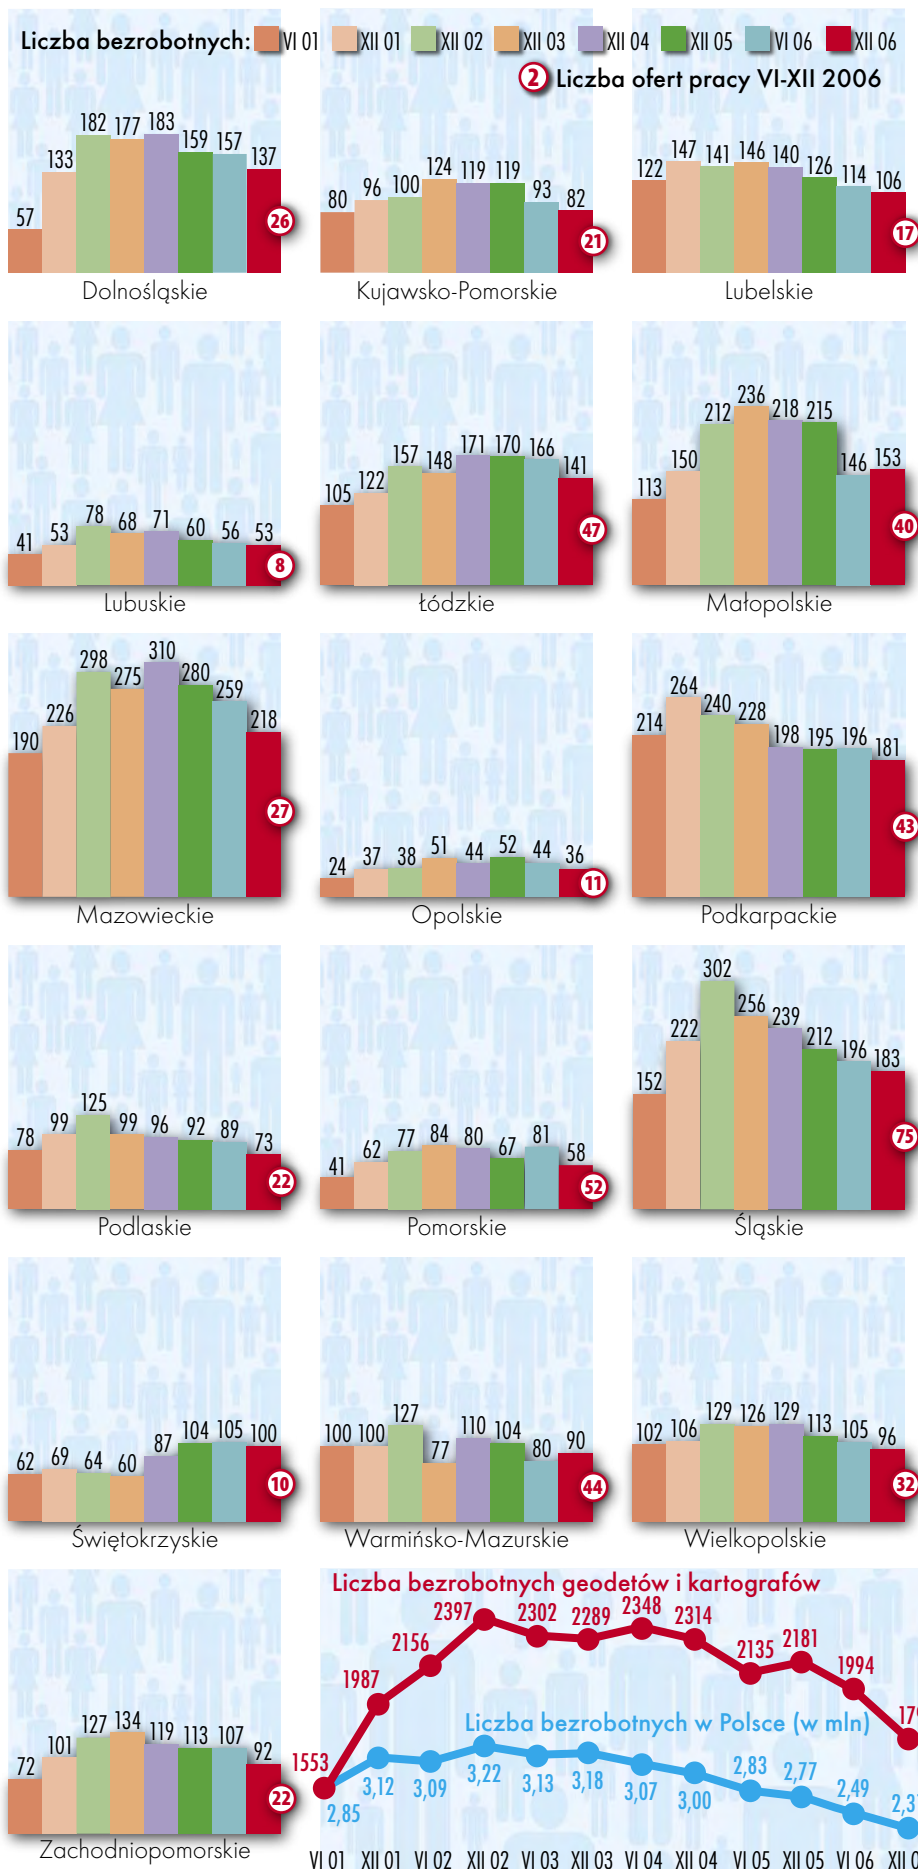 Liczba bezrobotnych: VI 01 XII 01 XII 02 XII 03 XII 04 XII 05 VI 06 XII 06
2 Liczba ofert pracy VI-XII 2006
57 133 182 177 183 159 157 137
26
Dolnośląskie
80 96 100 124 119 119 93 82
21
Kujawsko-Pomorskie
122 147 141 146 140 126 114 106
17
Lubelskie
41 53 78 68 71 60 56 53
8
Lubuskie
105 122 157 148 171 170 166 141
47
Łódzkie
113 150 212 236 218 215 146 153
40
Małopolskie
190 226 298 275 310 280 259 218
27
Mazowieckie
24 37 38 51 44 52 44 36
11
Opolskie
214 264 240 228 198 195 196 181
43
Podkarpackie
78 99 125 99 96 92 89 73
22
Podlaskie
41 62 77 84 80 67 81 58
52
Pomorskie
152 222 302 256 239 212 196 183
75
Śląskie
62 69 64 60 87 104 105 100
10
Świętokrzyskie
100 100 127 77 110 104 80 90
44
Warmińsko-Mazurskie
102 106 129 126 129 113 105 96
32
Wielkopolskie
72 101 127 134 119 113 107 92
22
Zachodniopomorskie
Liczba bezrobotnych geodetów i kartografów
1553 1987 2156 2397 2302 2289 2348 2314 2135 2181 1994
Liczba bezrobotnych w Polsce (w mln)
2,85 3,12 3,09 3,22 3,13 3,18 3,07 3,00 2,83 2,77 2,49
VI 01 XII 01 VI 02 XII 02 VI 03 XII 03 VI 04 XII 04 VI 05 XII 05 VI 06 XII